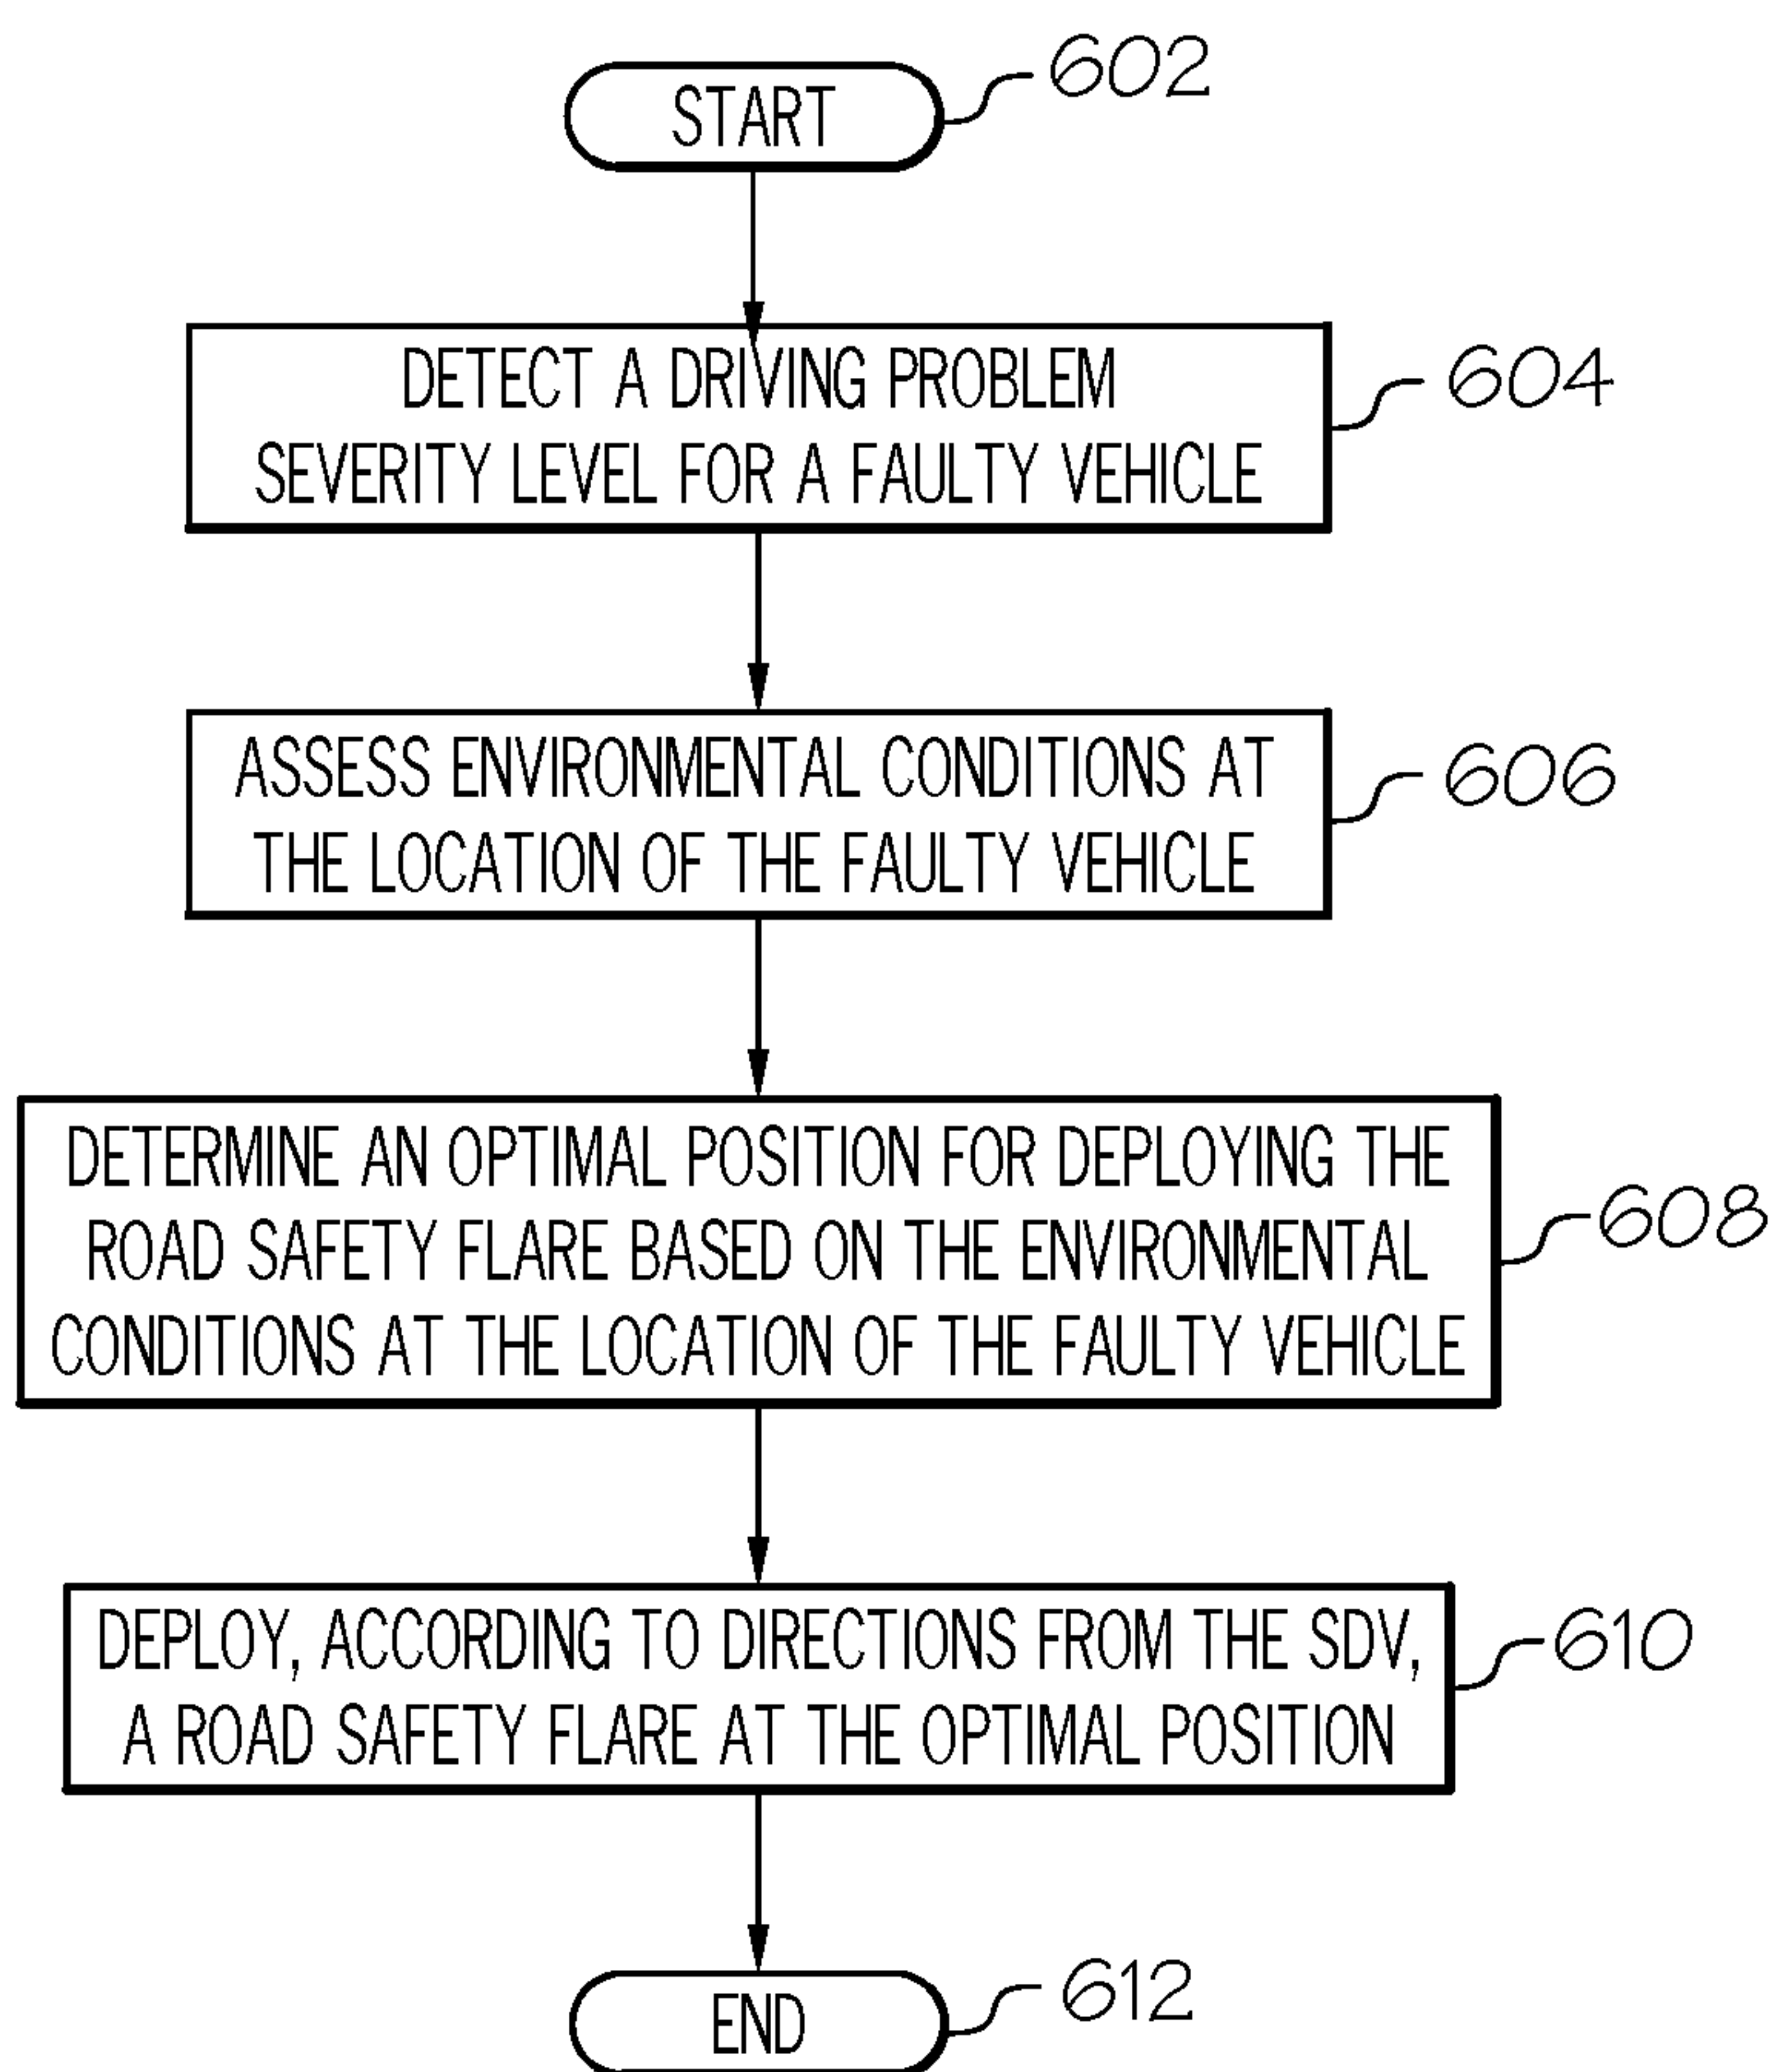 START
602
DETECT A DRIVING PROBLEM
SEVERITY LEVEL FOR A FAULTY VEHICLE
604
ASSESS ENVIRONMENTAL CONDITIONS AT
THE LOCATION OF THE FAULTY VEHICLE
606
DETERMINE AN OPTIMAL POSITION FOR DEPLOYING THE
ROAD SAFETY FLARE BASED ON THE ENVIRONMENTAL
CONDITIONS AT THE LOCATION OF THE FAULTY VEHICLE
608
DEPLOY, ACCORDING TO DIRECTIONS FROM THE SDV,
A ROAD SAFETY FLARE AT THE OPTIMAL POSITION
610
END
612